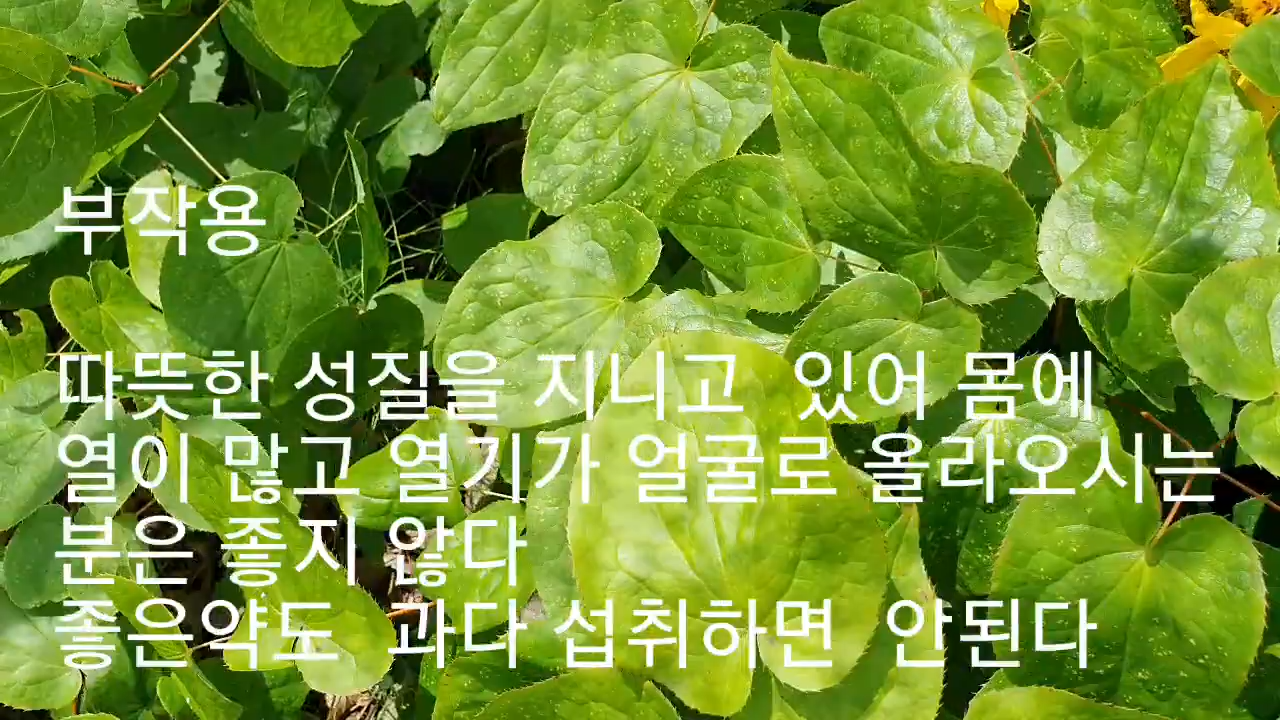 부작용
따뜻한 성질을 지니고 있어 몸에
열이 많고 열기가 얼굴로 올라오시는
분은 좋지 않다
좋은약도 과다 섭취하면 안된다